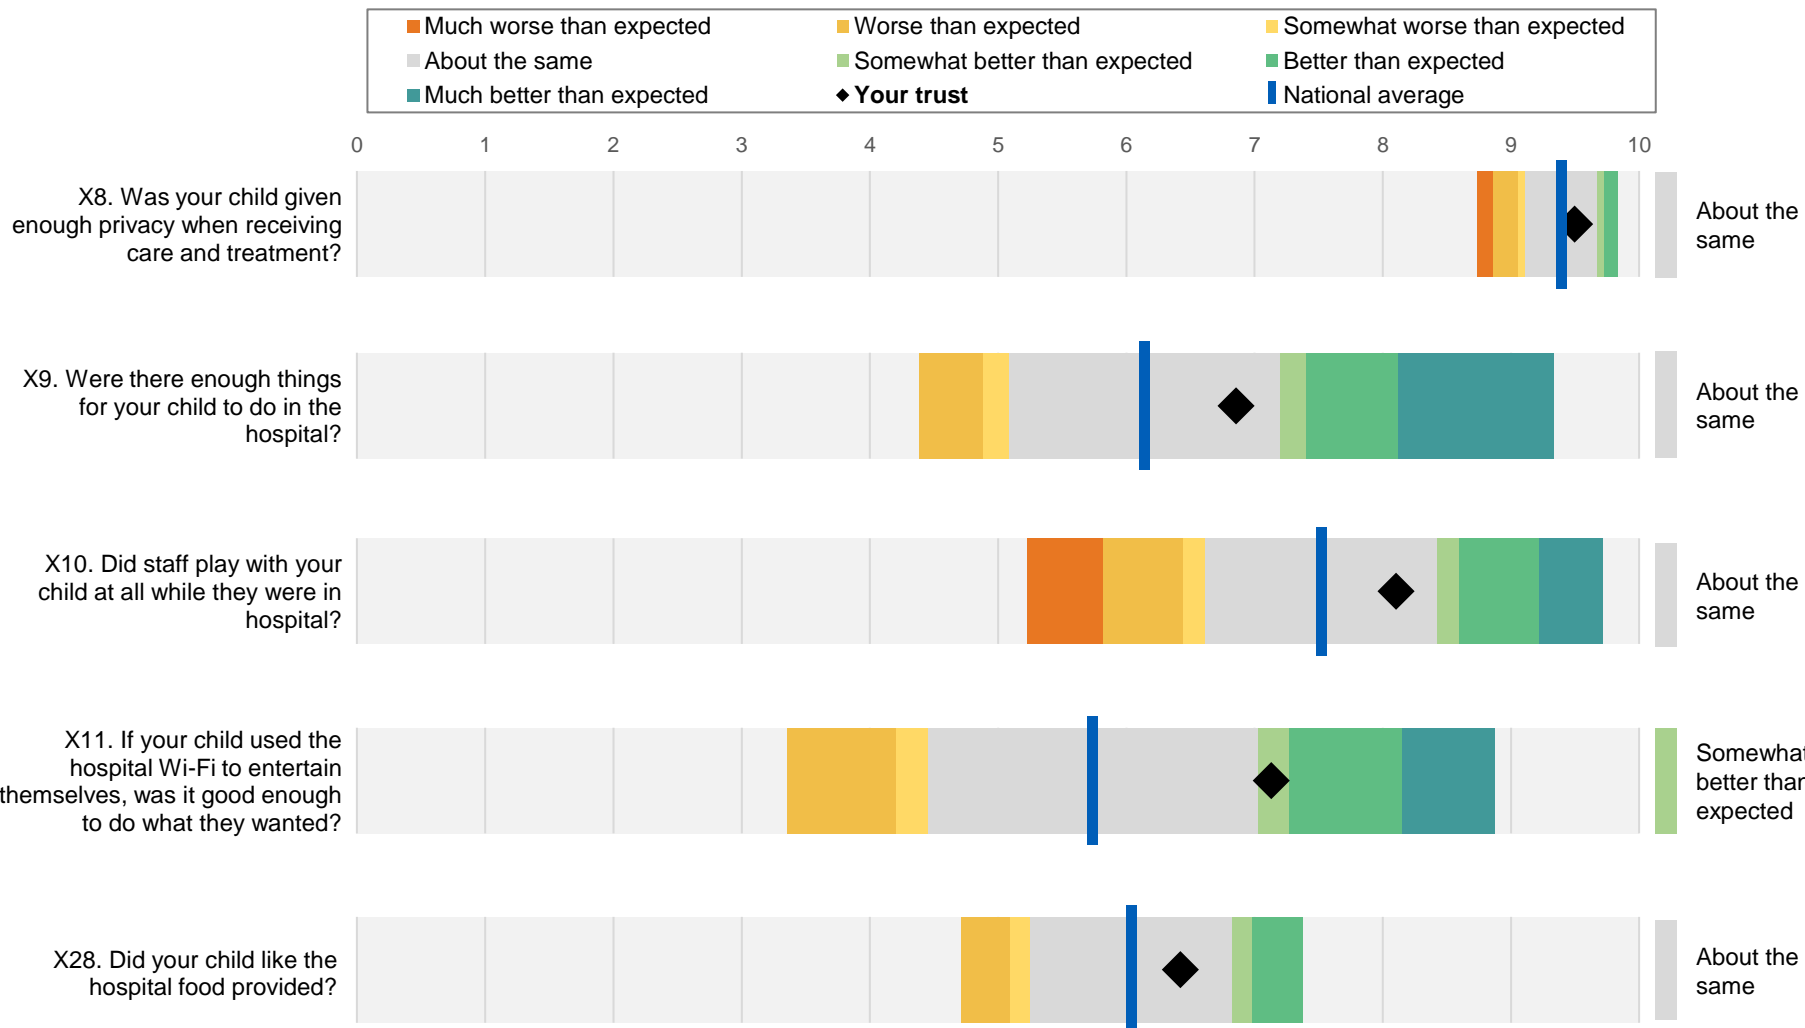 Much worse than expected
Worse than expected
Somewhat worse than expected
About the same
Somewhat better than expected
Better than expected
Much better than expected
Your trust
National average
0 1 2 3 4 5 6 7 8 9 10
X8. Was your child given
enough privacy when receiving
care and treatment?
About the
same
X9. Were there enough things
for your child to do in the
hospital?
About the
same
X10. Did staff play with your
child at all while they were in
hospital?
About the
same
X11. If your child used the
hospital Wi-Fi to entertain
themselves, was it good enough
to do what they wanted?
Somewhat
better than
expected
X28. Did your child like the
hospital food provided?
About the
same